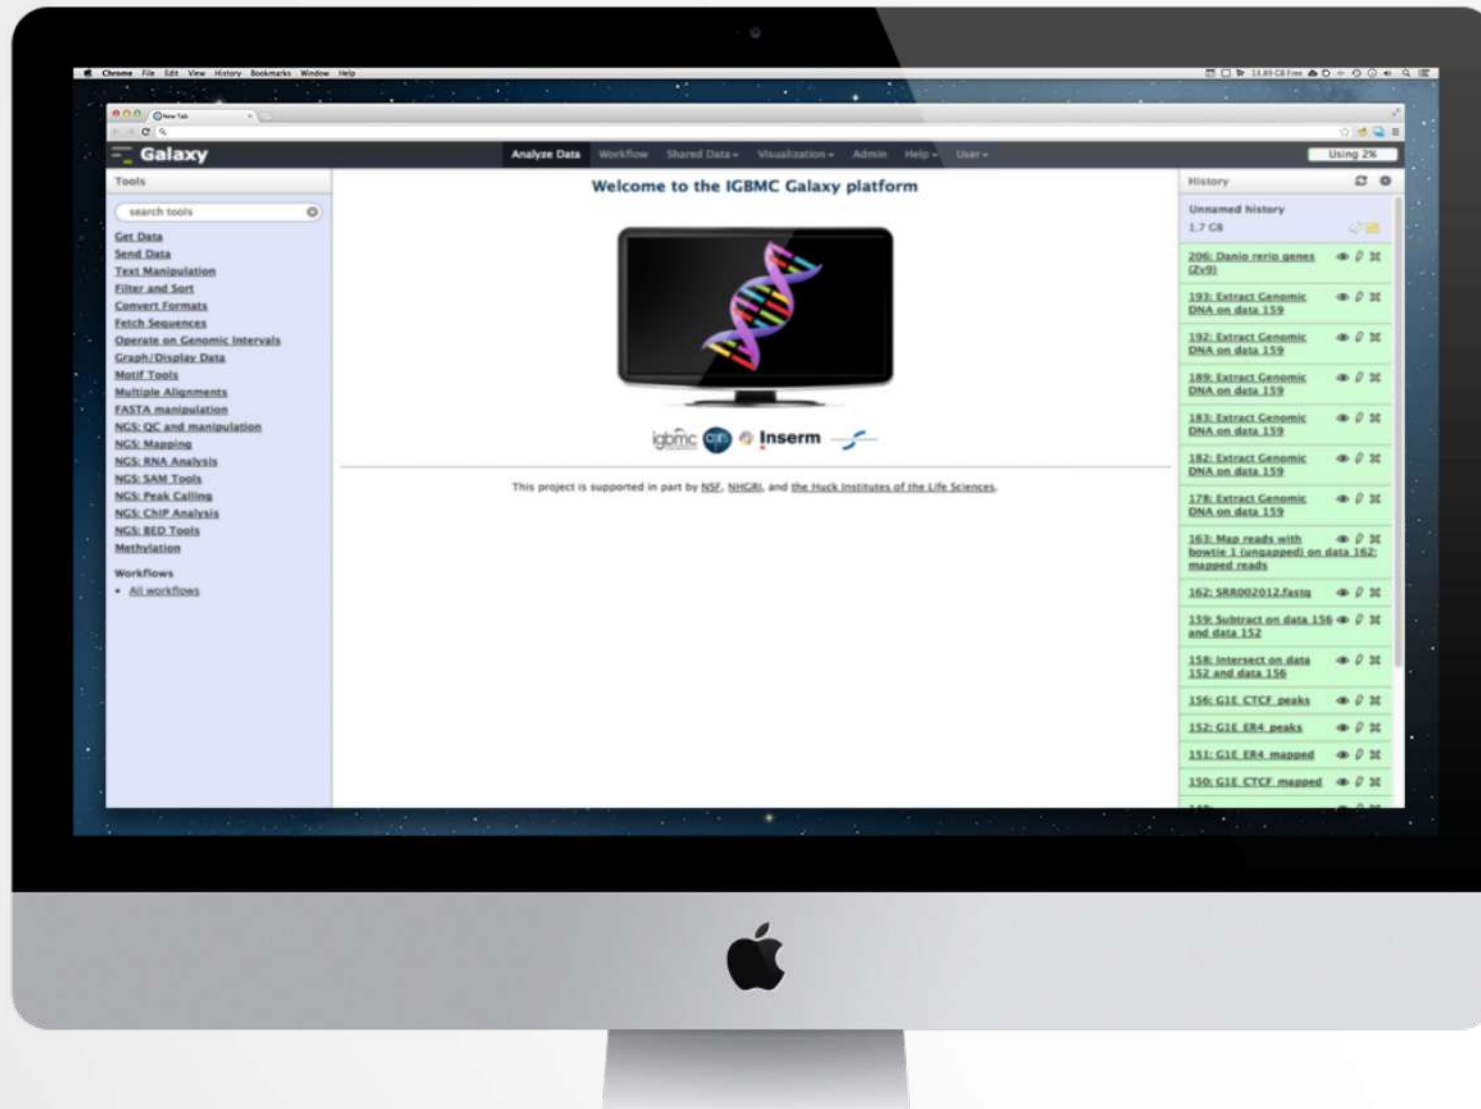 Chrome File Edit View History Bookmarks Window Help
13.89 GB Free
New Tab
Galaxy
Analyze Data Workflow Shared Data Visualization Admin Help User
Using 2%
Tools
search tools
Get Data
Send Data
Text Manipulation
Filter and Sort
Convert Formats
Fetch Sequences
Operate on Genomic Intervals
Graph/Display Data
Motif Tools
Multiple Alignments
FASTA manipulation
NGS: QC and manipulation
NGS: Mapping
NGS: RNA Analysis
NGS: SAM Tools
NGS: Peak Calling
NGS: ChIP Analysis
NGS: BED Tools
Methylation
Workflows
All workflows
Welcome to the IGBMC Galaxy platform
igbmc cnrs Inserm
This project is supported in part by NSF, NHGRI, and the Huck Institutes of the Life Sciences.
History
Unnamed history
1.7 GB
206: Danio rerio genes
(Zv9)
193: Extract Genomic
DNA on data 159
192: Extract Genomic
DNA on data 159
189: Extract Genomic
DNA on data 159
183: Extract Genomic
DNA on data 159
182: Extract Genomic
DNA on data 159
178: Extract Genomic
DNA on data 159
163: Map reads with
bowtie 1 (ungapped) on data 162:
mapped reads
162: SRR002012.fastq
159: Subtract on data 156
and data 152
158: Intersect on data
152 and data 156
156: G1E CTCF peaks
152: G1E ER4 peaks
151: G1E ER4 mapped
150: G1E CTCF mapped